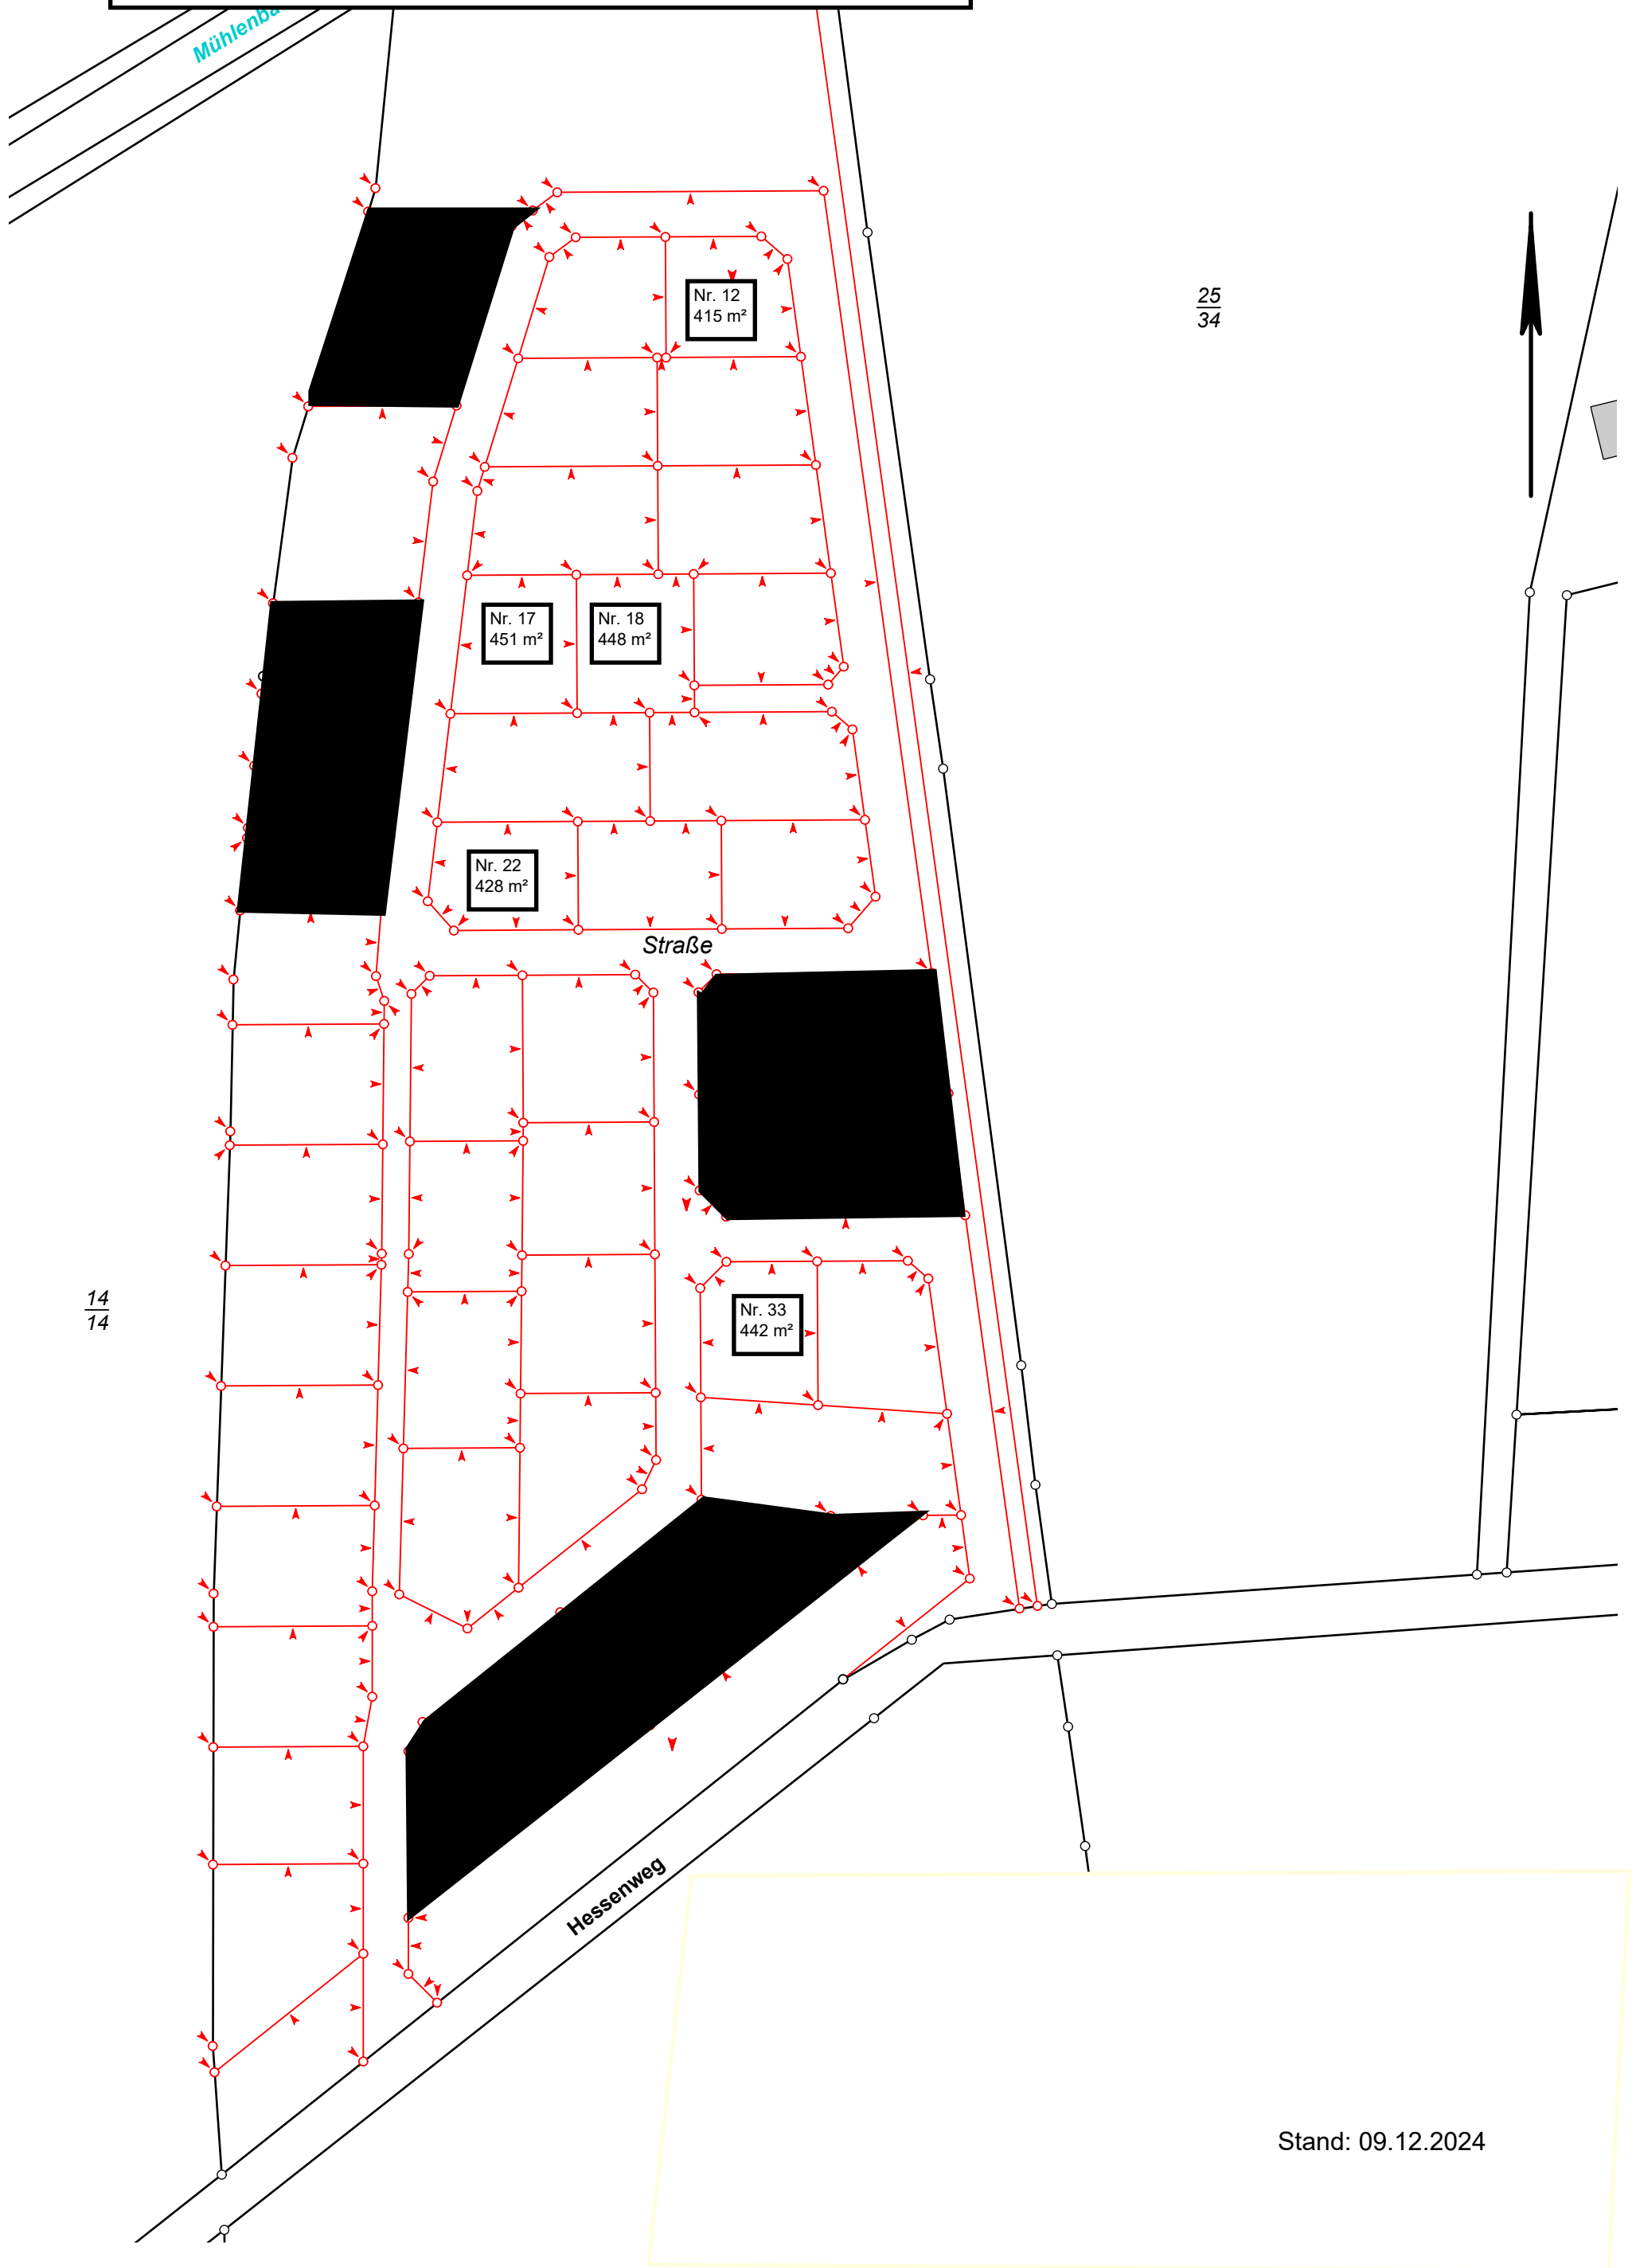 Nr. 12
415 m²
25
34
Nr. 17
451 m²
Nr. 18
448 m²
Nr. 22
428 m²
Straße
14
14
Nr. 33
442 m²
Hessenweg
Stand: 09.12.2024